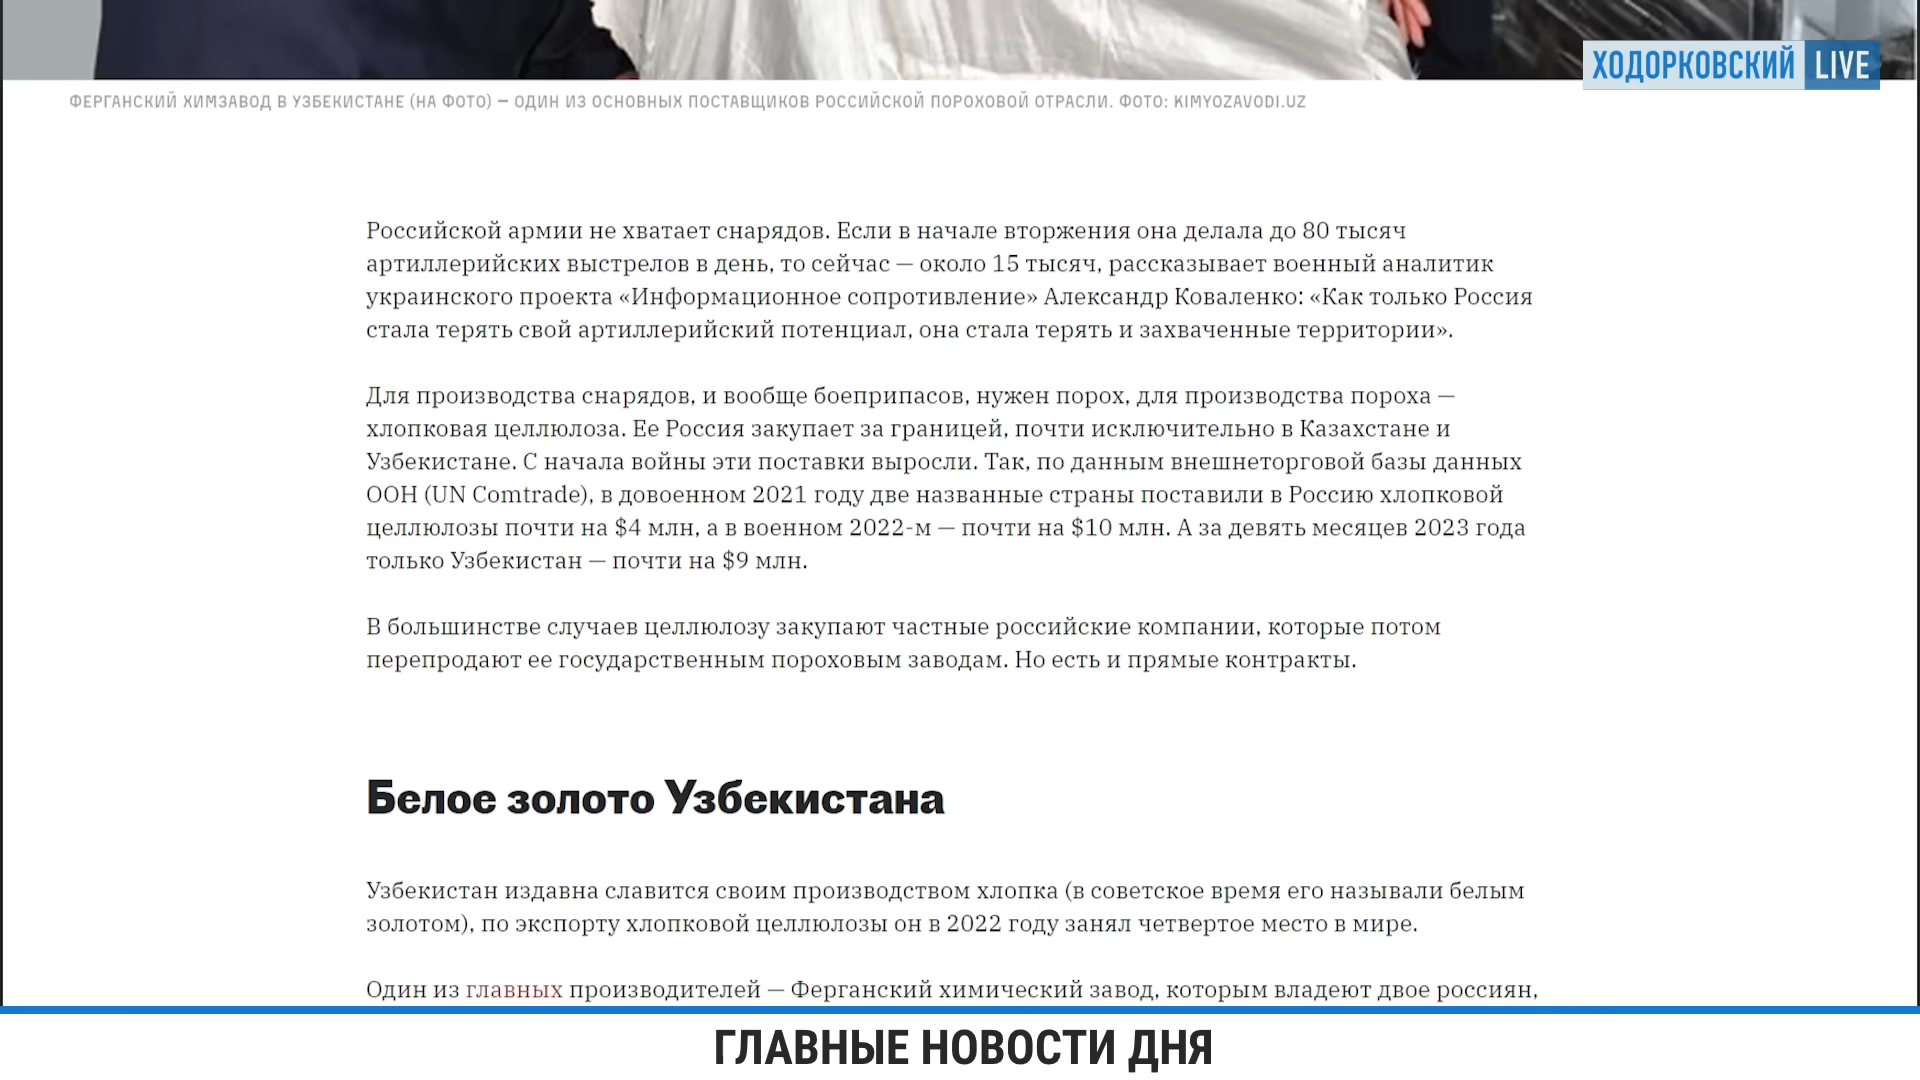 ХОДОРКОВСКИЙ LIVE
ФЕРГАНСКИЙ ХИМЗАВОД В УЗБЕКИСТАНЕ (НА ФОТО) — ОДИН ИЗ ОСНОВНЫХ ПОСТАВЩИКОВ РОССИЙСКОЙ ПОРОХОВОЙ ОТРАСЛИ. ФОТО: KIMYOZAVODI.UZ
Российской армии не хватает снарядов. Если в начале вторжения она делала до 80 тысяч
артиллерийских выстрелов в день, то сейчас — около 15 тысяч, рассказывает военный аналитик
украинского проекта «Информационное сопротивление» Александр Коваленко: «Как только Россия
стала терять свой артиллерийский потенциал, она стала терять и захваченные территории».
Для производства снарядов, и вообще боеприпасов, нужен порох, для производства пороха —
хлопковая целлюлоза. Ее Россия закупает за границей, почти исключительно в Казахстане и
Узбекистане. С начала войны эти поставки выросли. Так, по данным внешнеторговой базы данных
ООН (UN Comtrade), в довоенном 2021 году две названные страны поставили в Россию хлопковой
целлюлозы почти на $4 млн, а в военном 2022-м — почти на $10 млн. А за девять месяцев 2023 года
только Узбекистан — почти на $9 млн.
В большинстве случаев целлюлозу закупают частные российские компании, которые потом
перепродают ее государственным пороховым заводам. Но есть и прямые контракты.
Белое золото Узбекистана
Узбекистан издавна славится своим производством хлопка (в советское время его называли белым
золотом), по экспорту хлопковой целлюлозы он в 2022 году занял четвертое место в мире.
Один из главных производителей — Ферганский химический завод, которым владеют двое россиян,
ГЛАВНЫЕ НОВОСТИ ДНЯ